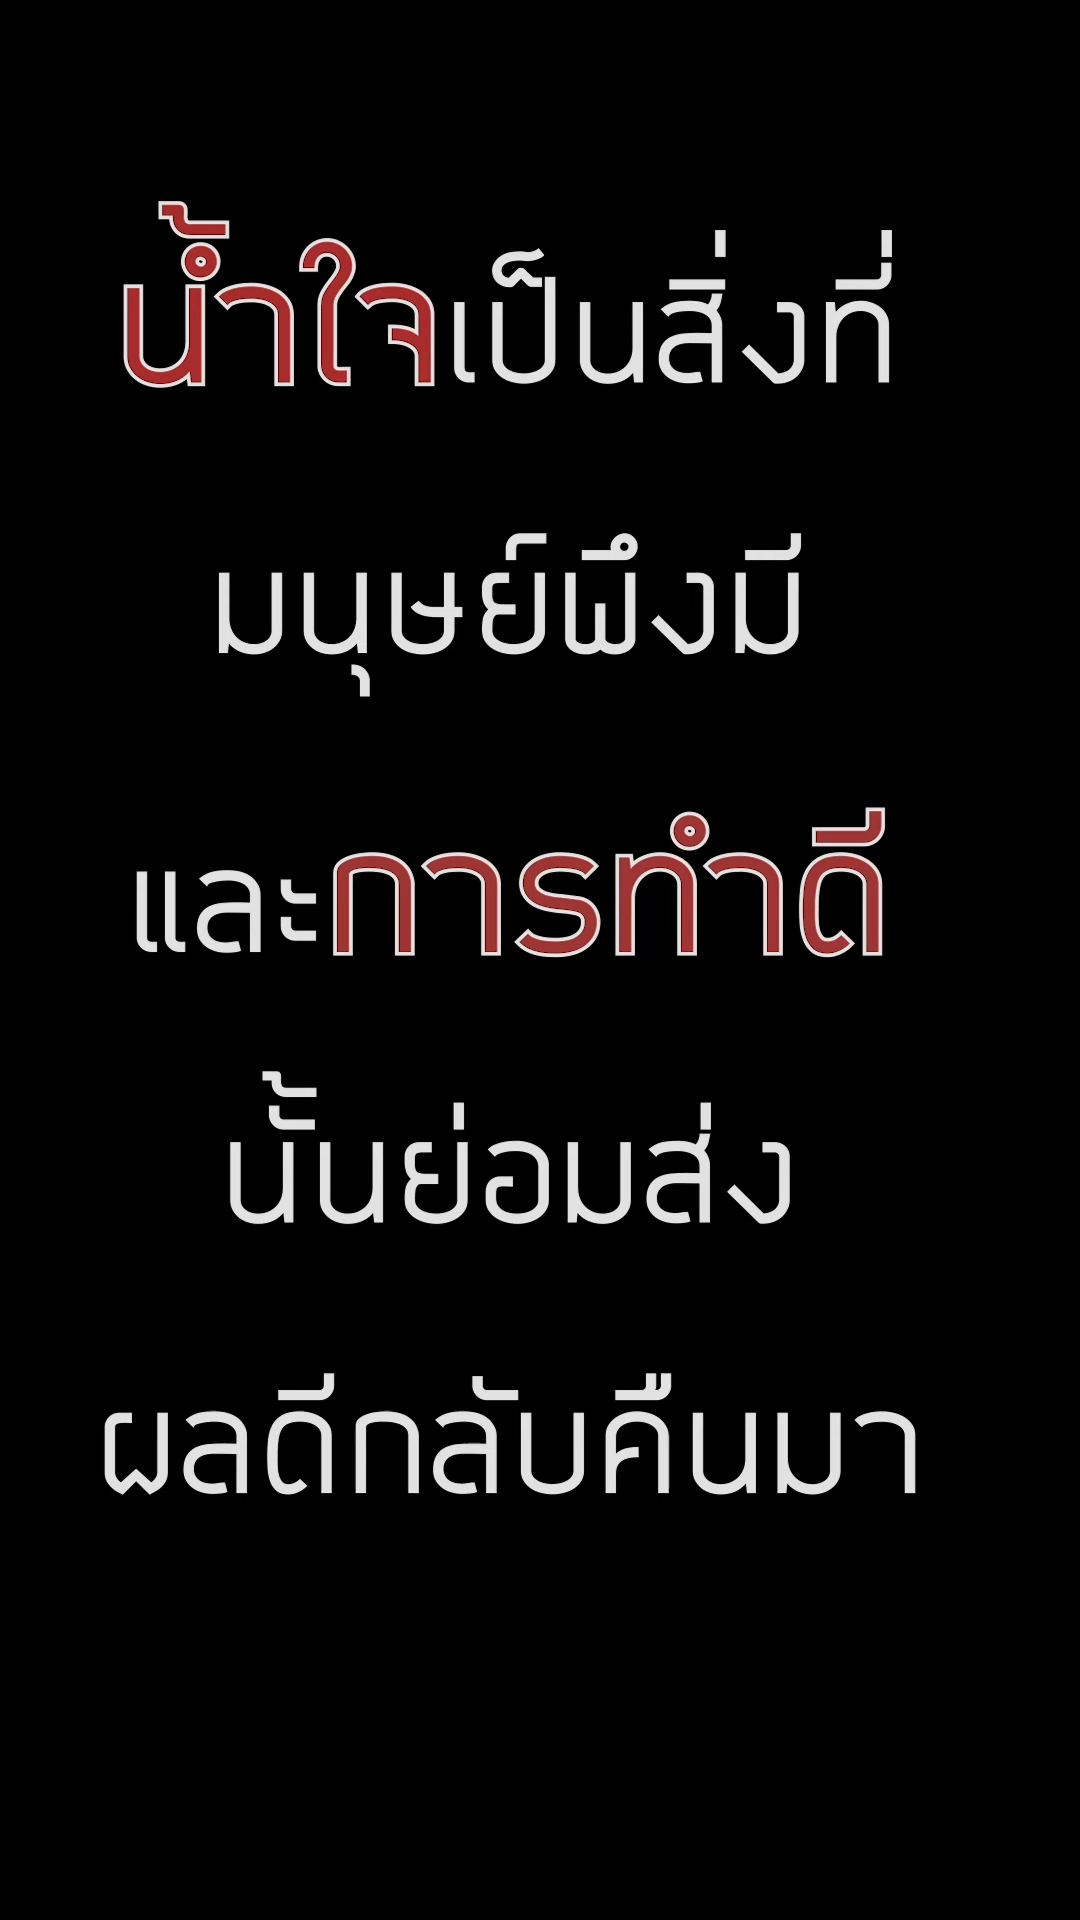 น้ำใจเป็นสิ่งที่
มนุษย์พึงมี
และการทำดี
นั้นย่อมส่ง
ผลดีกลับคืนมา